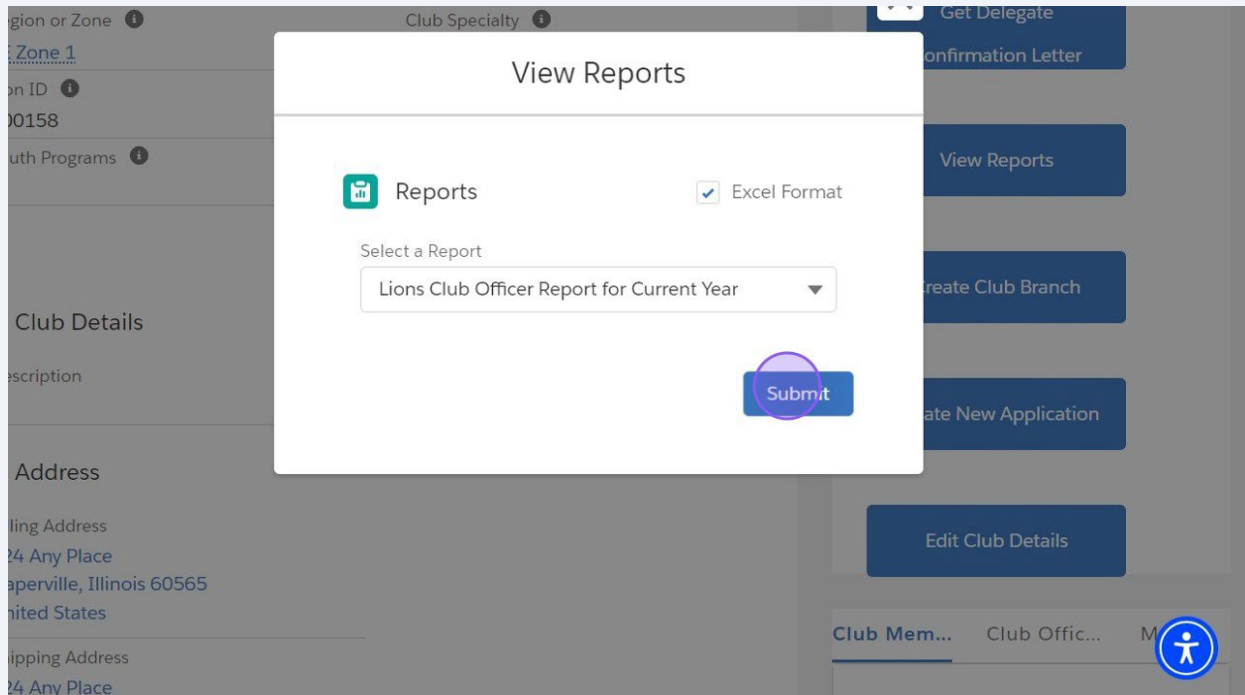 egion or Zone
Club Specialty
Zone 1
on ID
00158
uth Programs
Club Details
escription
Address
ling Address
24 Any Place
aperville, Illinois 60565
nited States
ipping Address
24 Any Place
View Reports
Reports
Excel Format
Select a Report
Lions Club Officer Report for Current Year
Submit
Get Delegate
onfirmation Letter
View Reports
reate Club Branch
ate New Application
Edit Club Details
Club Mem...
Club Offic...
M